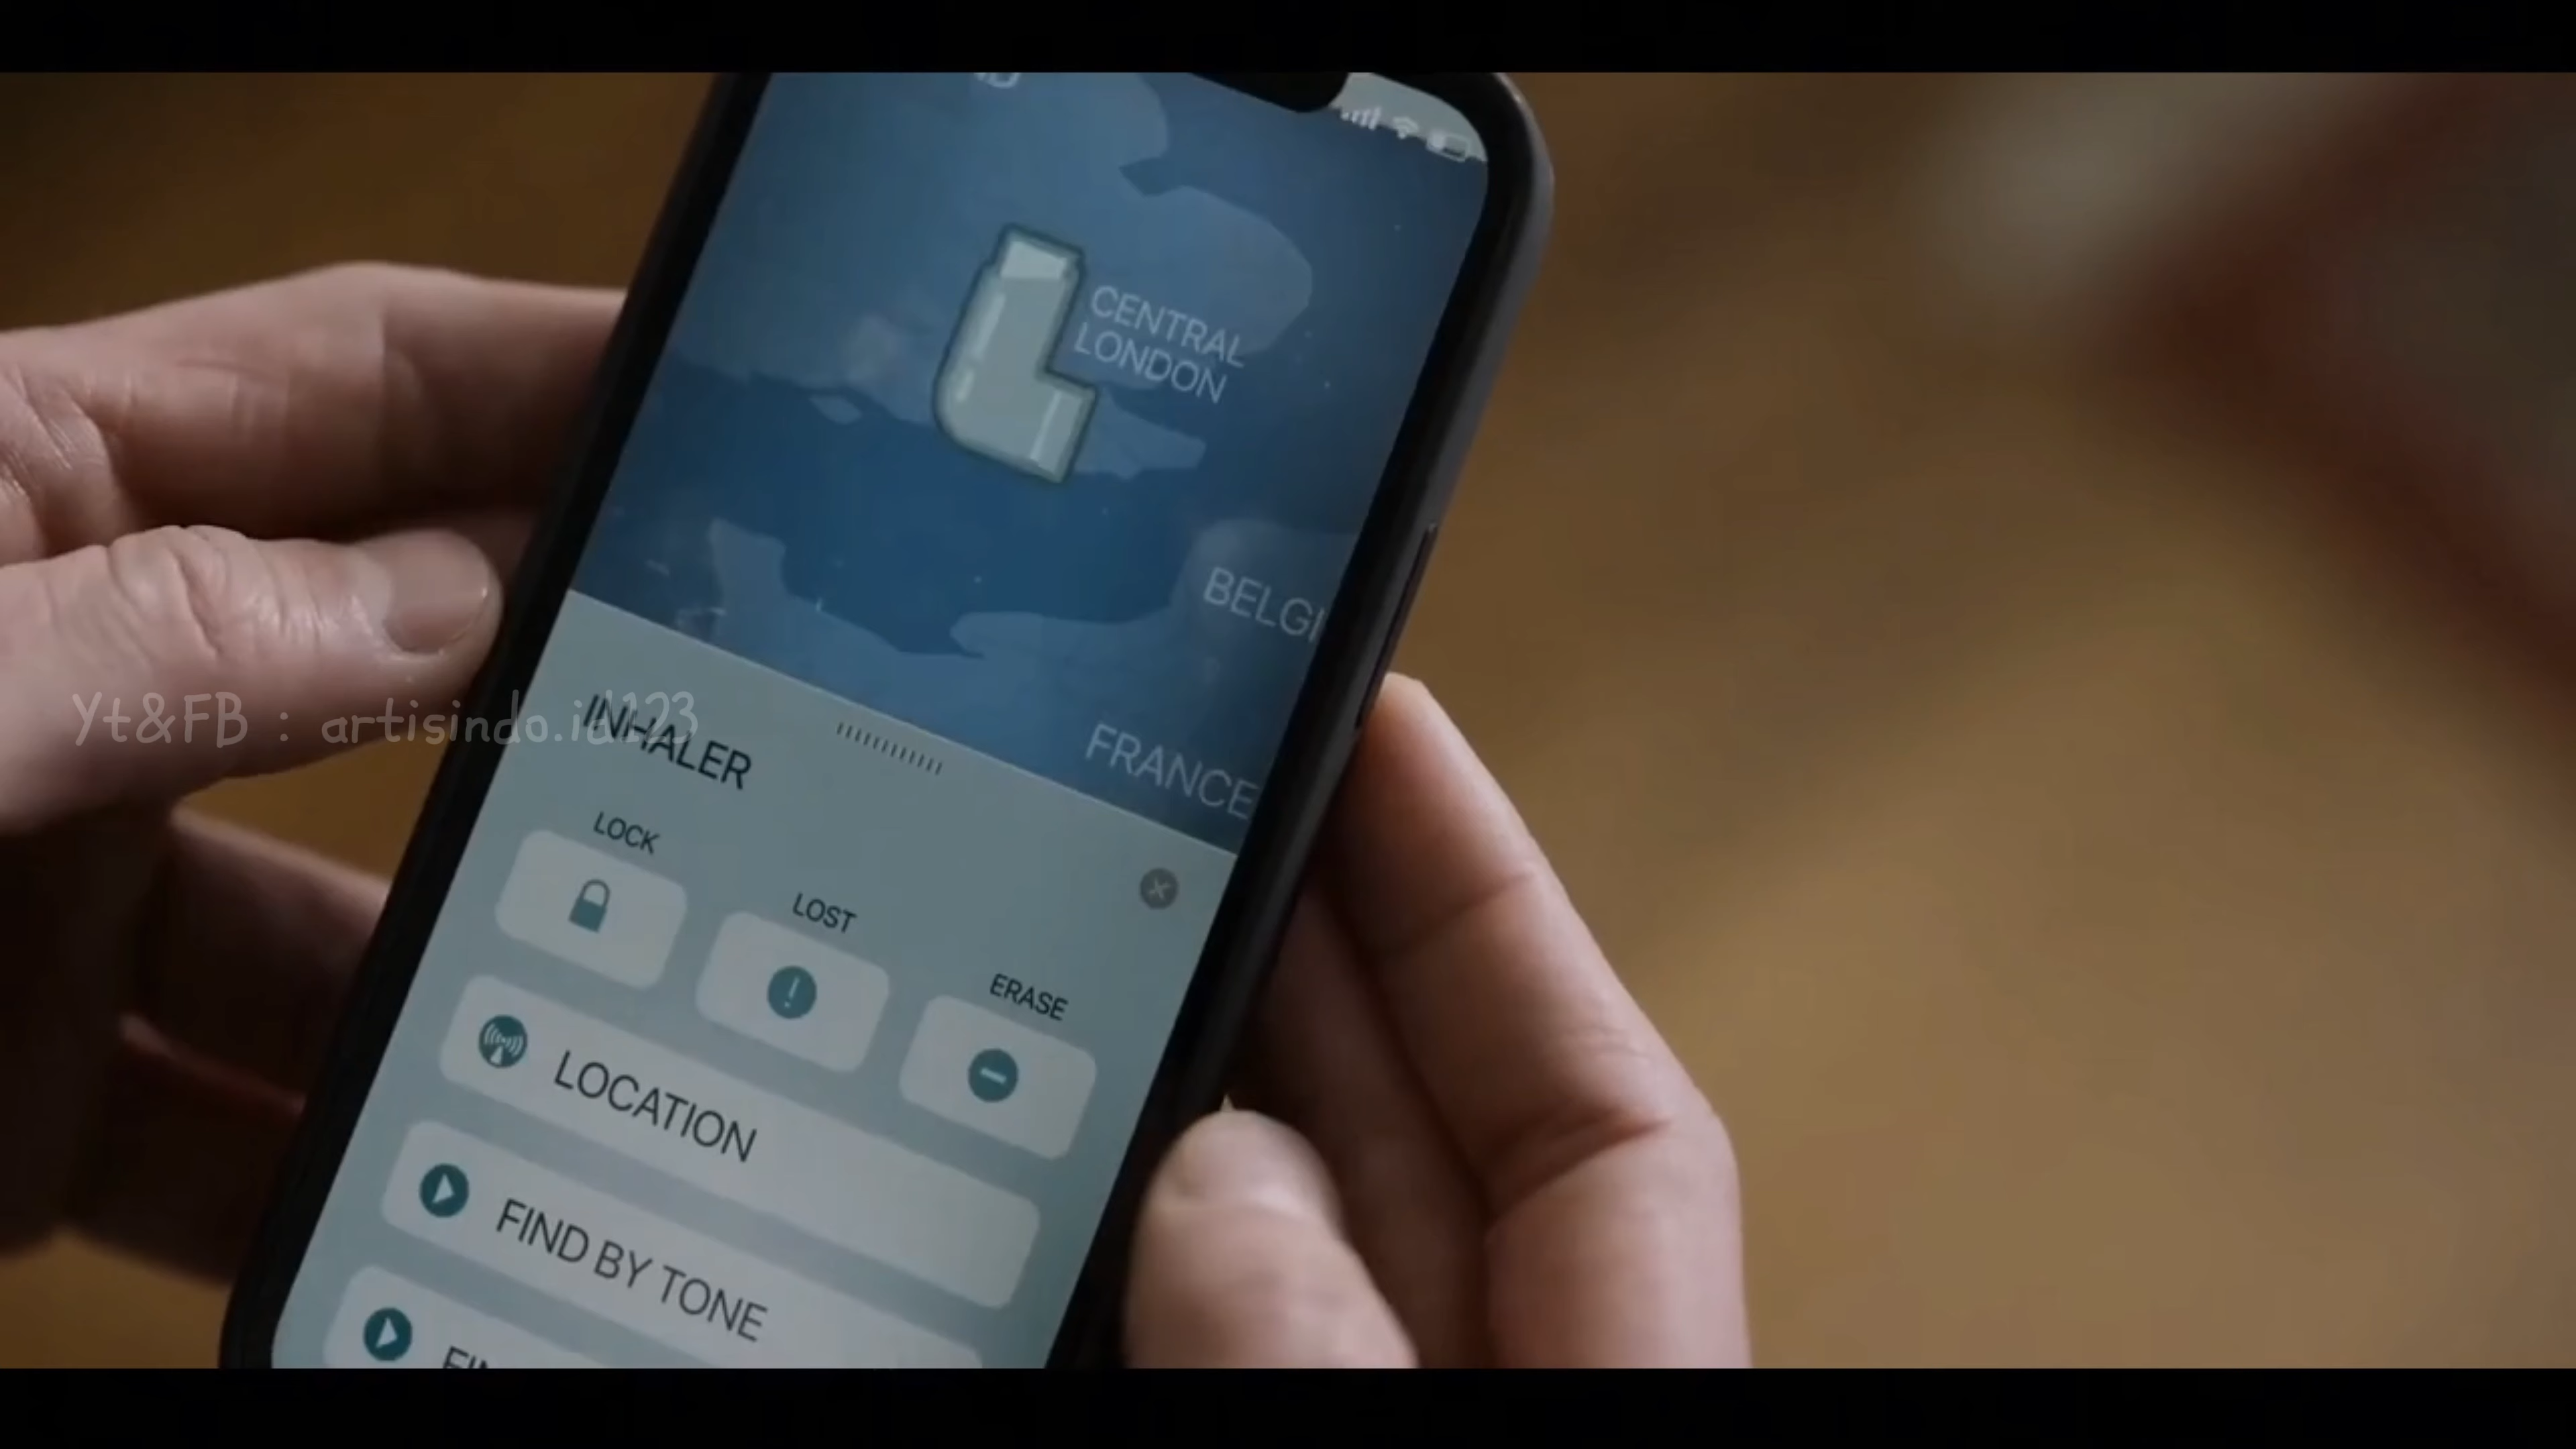 CENTRAL
LONDON
BELGI
FRANCE
Yt&FB : artisindo.id123
INHALER
LOCK
LOST
ERASE
LOCATION
FIND BY TONE